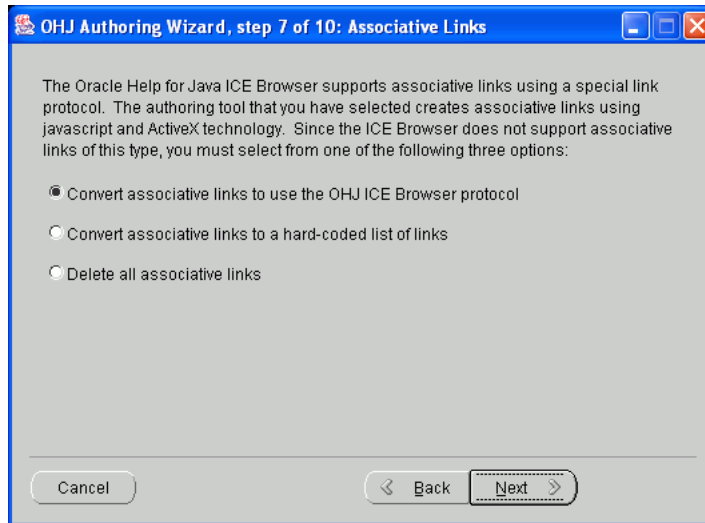 OHJ Authoring Wizard, step 7 of 10: Associative Links
The Oracle Help for Java ICE Browser supports associative links using a special link
protocol. The authoring tool that you have selected creates associative links using
javascript and ActiveX technology. Since the ICE Browser does not support associative
links of this type, you must select from one of the following three options:
Convert associative links to use the OHJ ICE Browser protocol
Convert associative links to a hard-coded list of links
Delete all associative links
Cancel
Back
Next